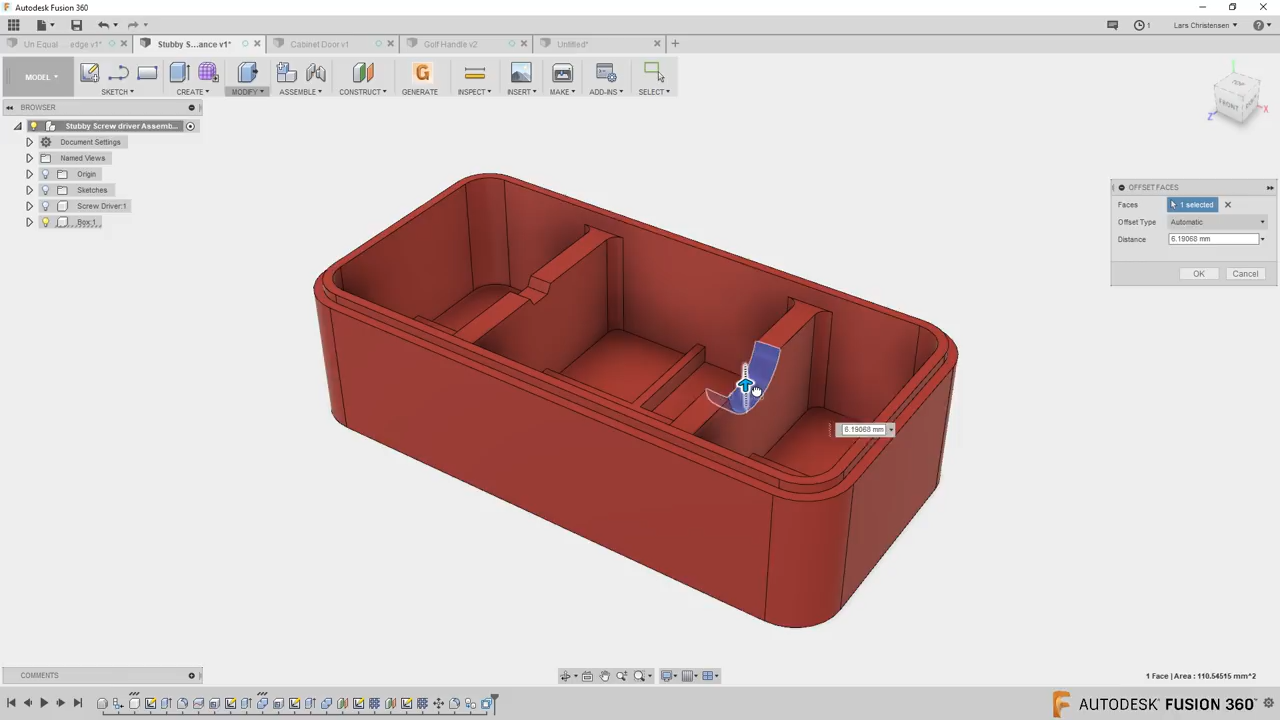 Autodesk Fusion 360
1 Lars Christensen
Un Equal ... edge v1*
Stubby S...ance v1*
Cabinet Door v1
Golf Handle v2
Untitled*
MODEL
SKETCH
CREATE
MODIFY
ASSEMBLE
CONSTRUCT
GENERATE
INSPECT
INSERT
MAKE
ADD-INS
SELECT
BROWSER
Stubby Screw driver Assemb...
Document Settings
Named Views
Origin
Sketches
Screw Driver:1
Box:1
TOP
FRONT
X
Z
OFFSET FACES
Faces 1 selected
Offset Type Automatic
Distance 6.19068 mm
OK Cancel
6.19068 mm
COMMENTS
1 Face | Area : 110.54515 mm^2
AUTODESK FUSION 360°